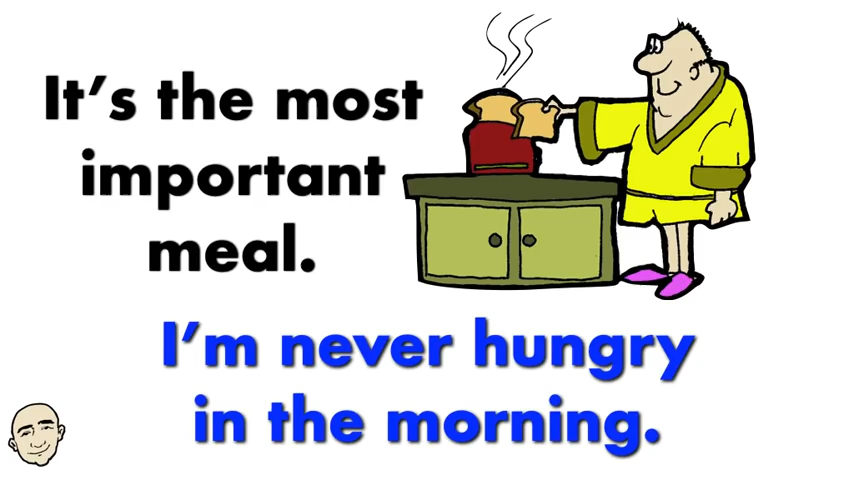 It's the most
important
meal.
I'm never hungry
in the morning.